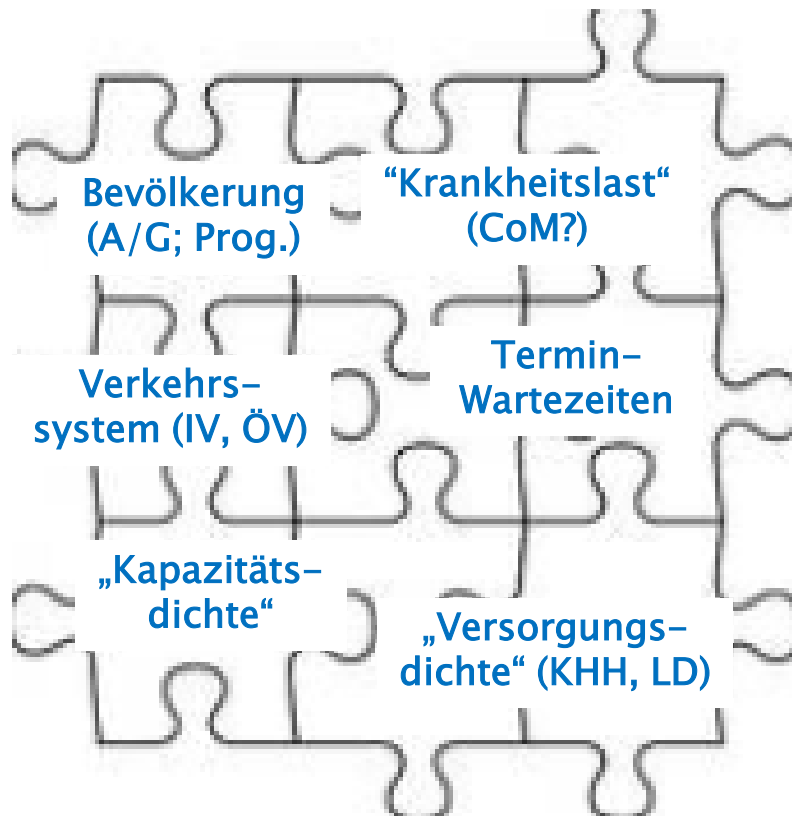 Bevölkerung
(A/G; Prog.)
“Krankheitslast“
(CoM?)
Verkehrs-
system (IV, ÖV)
Termin-
Wartezeiten
„Kapazitäts-
dichte“
„Versorgungs-
dichte“ (KHH, LD)